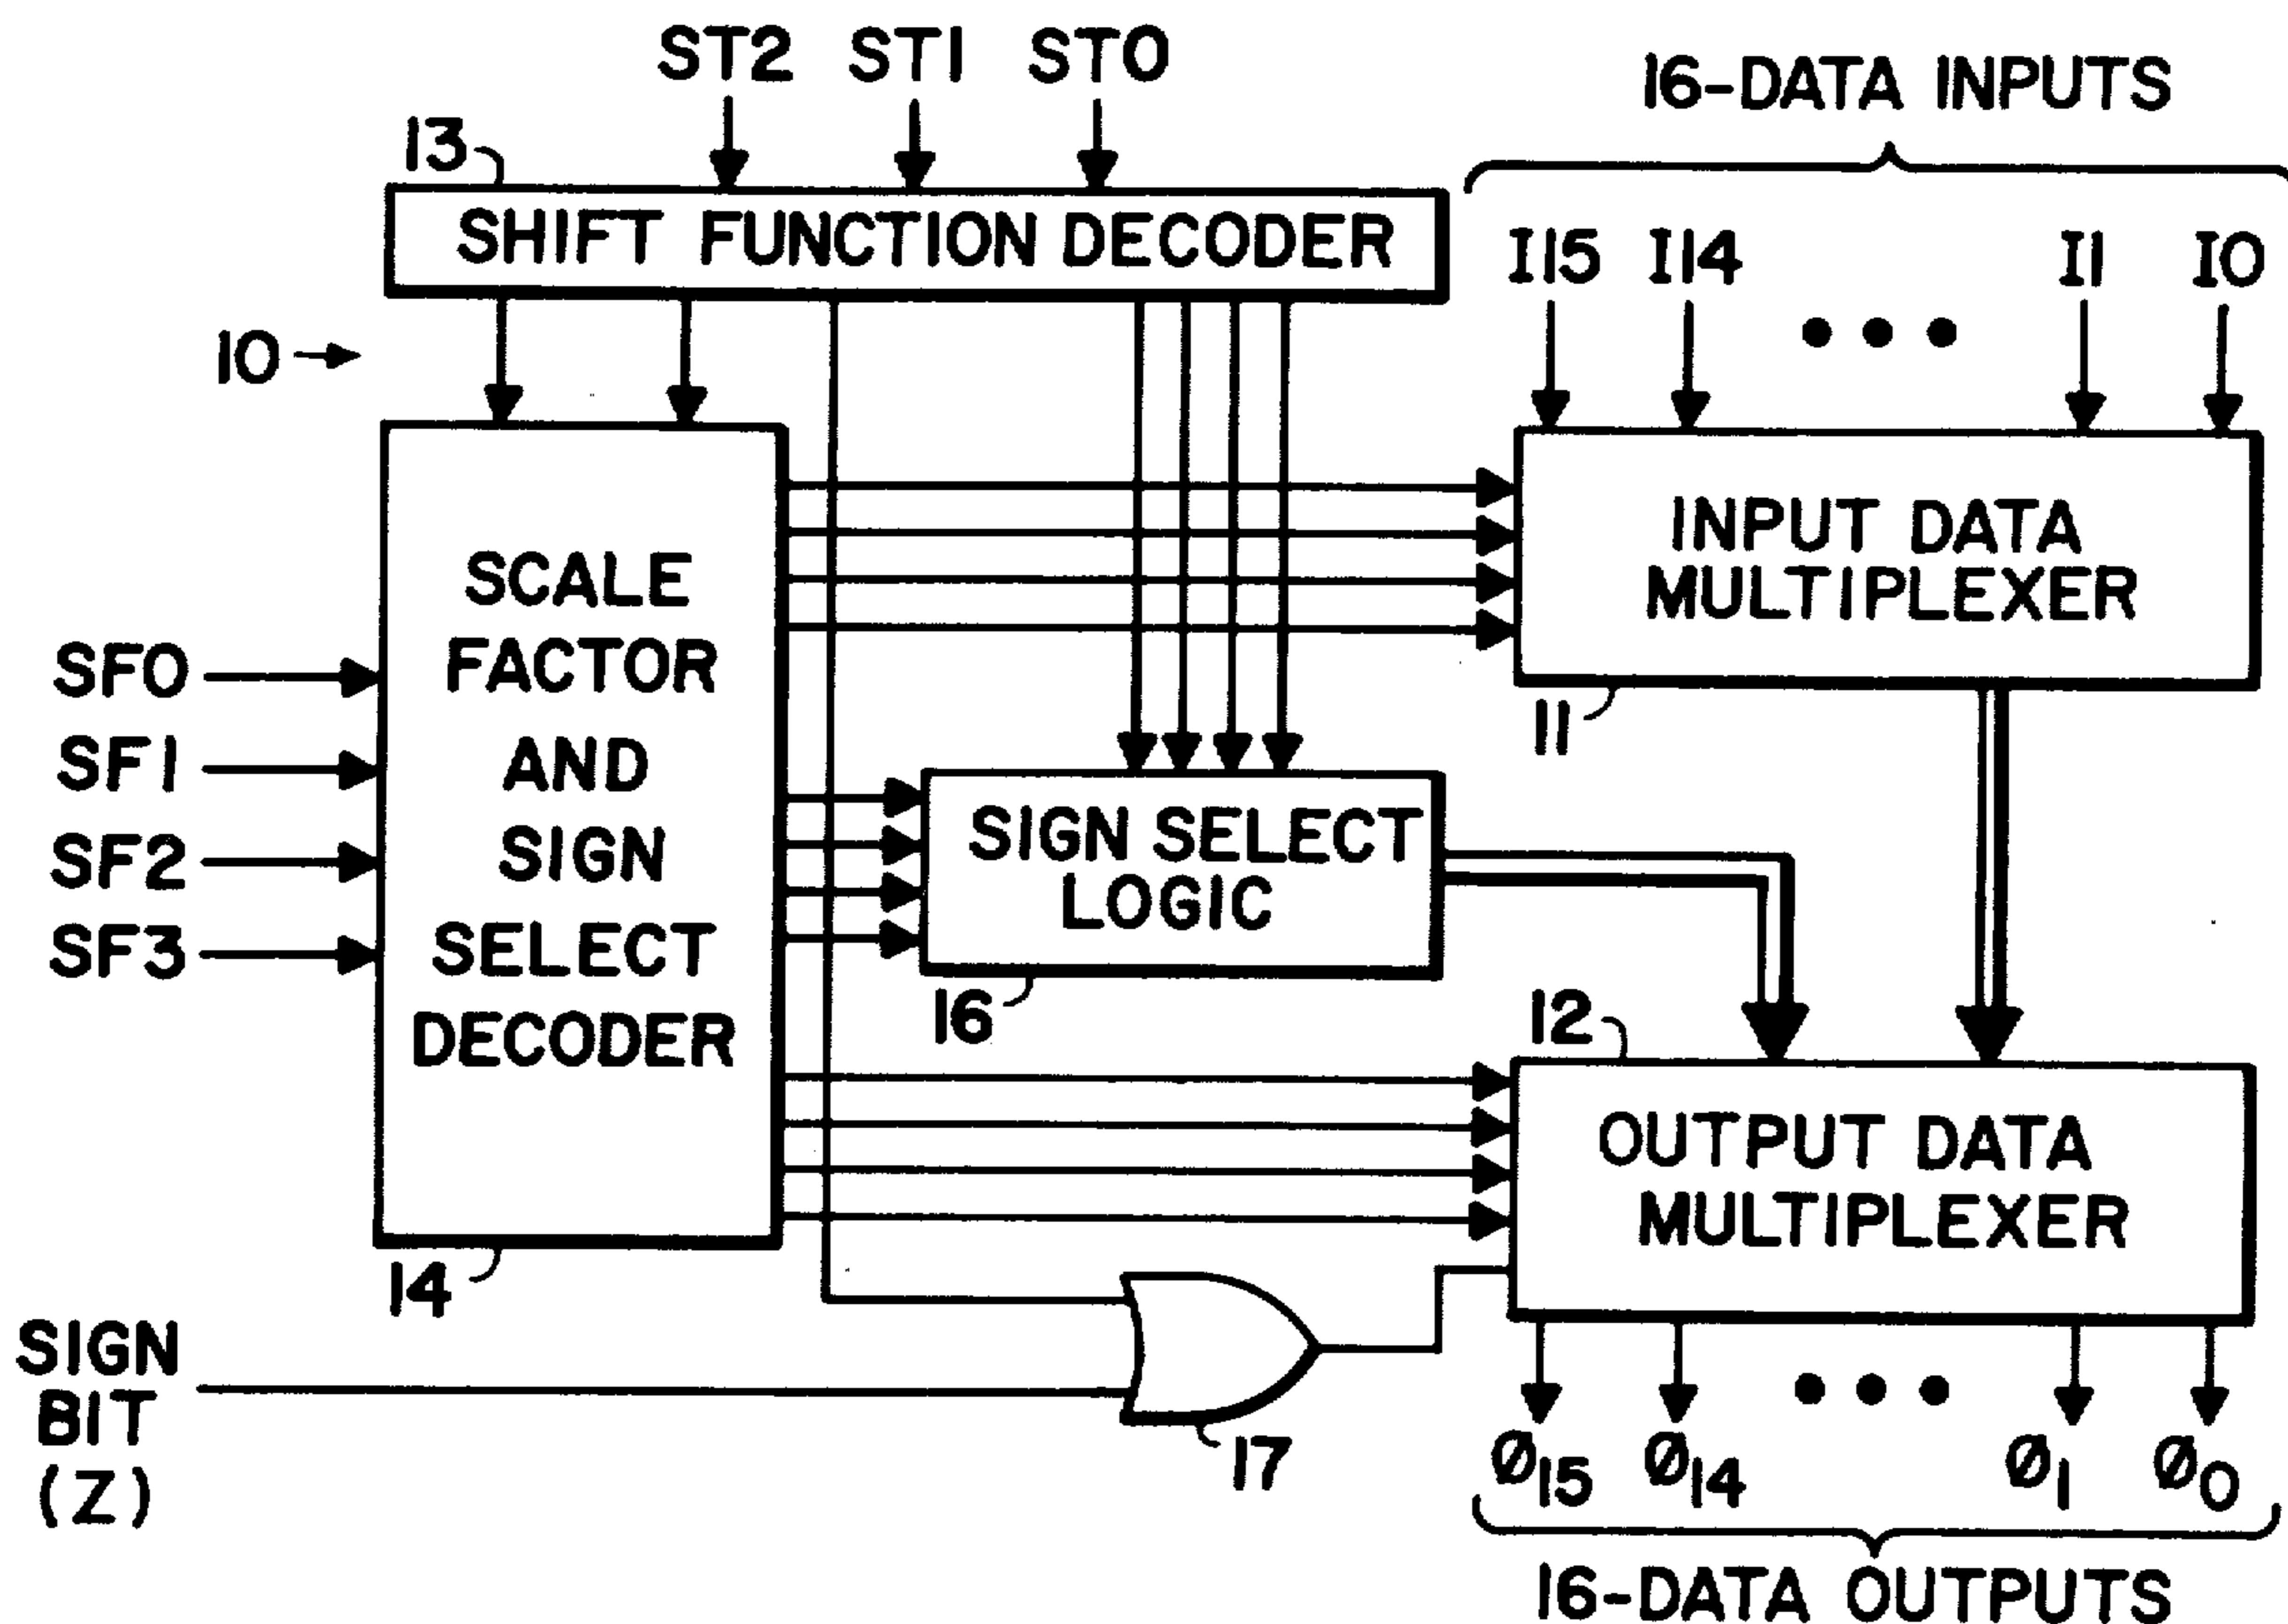 ST2 ST1 ST0
16-DATA INPUTS
13
SHIFT FUNCTION DECODER
I15 I14 I1 I0
10
SCALE
FACTOR
AND
SIGN
SELECT
DECODER
INPUT DATA
MULTIPLEXER
SF0
SF1
SF2
SF3
11
SIGN SELECT
LOGIC
16
12
OUTPUT DATA
MULTIPLEXER
14
SIGN
BIT
(Z)
17
Ø15 Ø14 Ø1 Ø0
16-DATA OUTPUTS